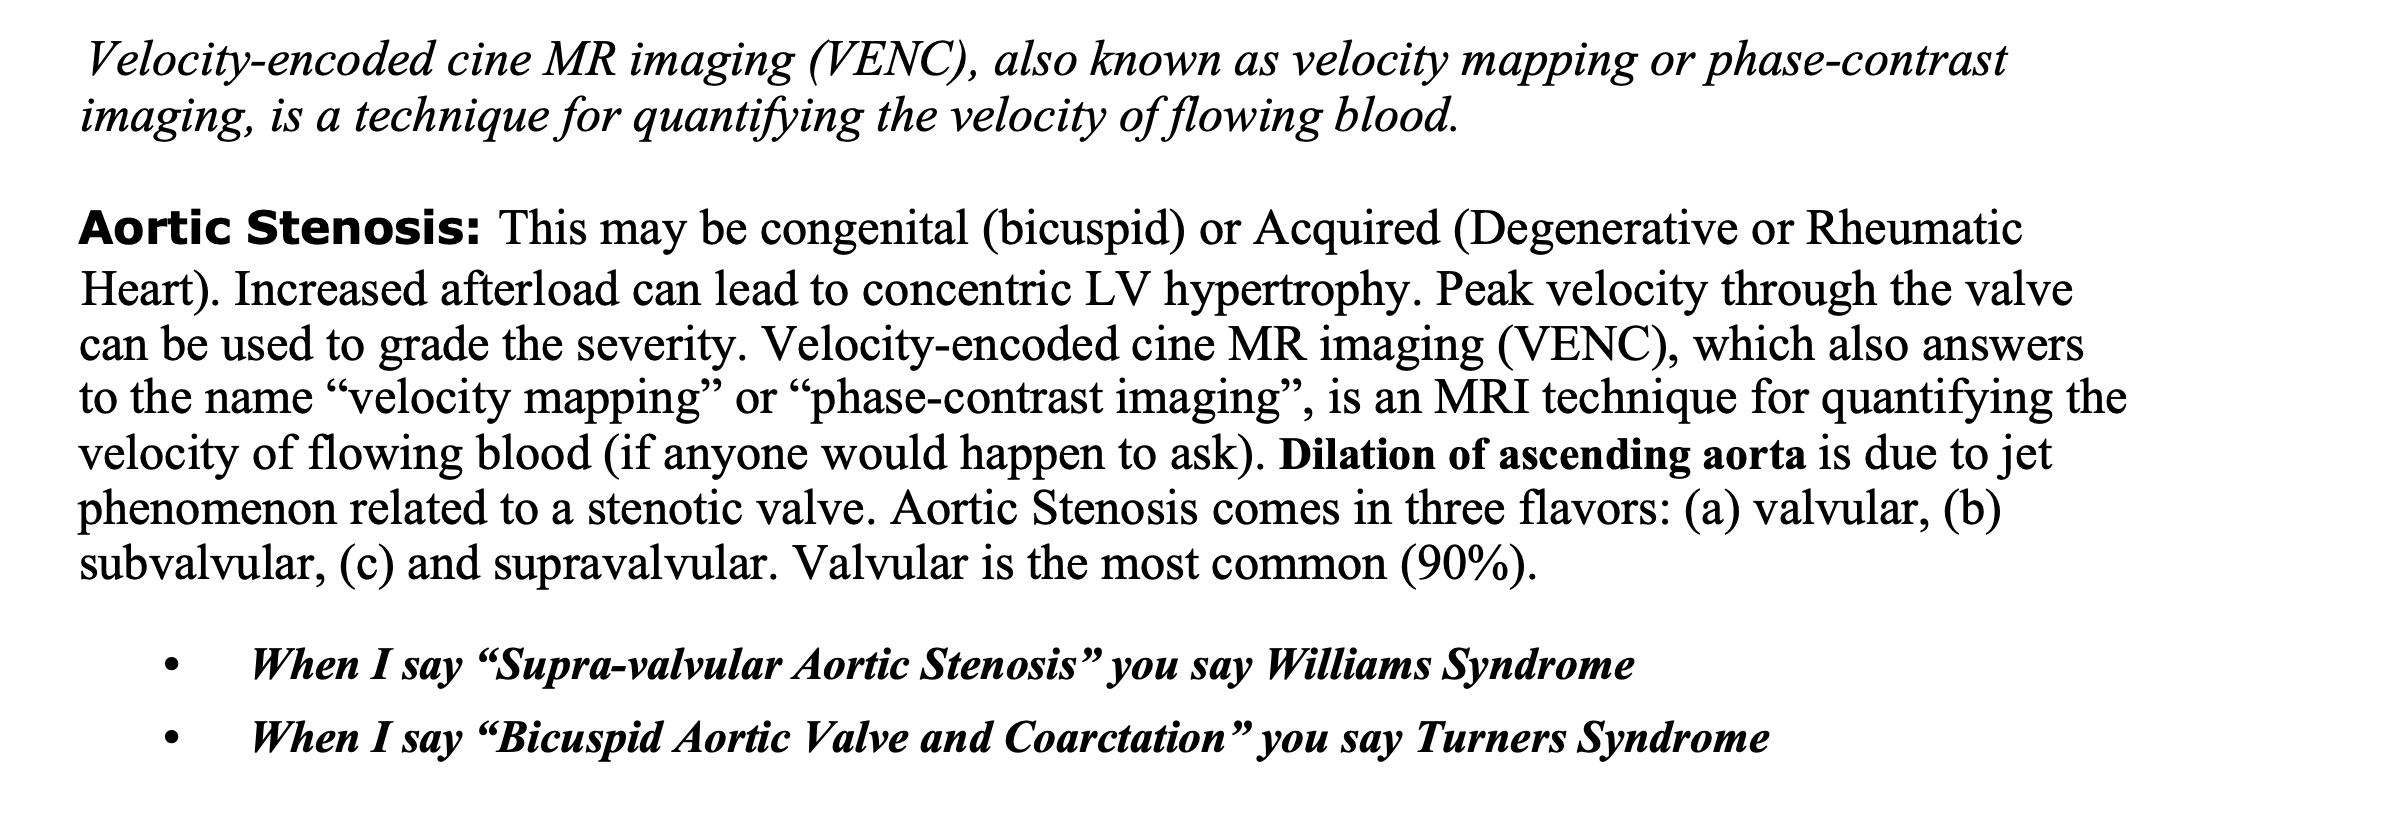 Velocity-encoded cine MR imaging (VENC), also known as velocity mapping or phase-contrast
imaging, is a technique for quantifying the velocity of flowing blood.
Aortic Stenosis: This may be congenital (bicuspid) or Acquired (Degenerative or Rheumatic
Heart). Increased afterload can lead to concentric LV hypertrophy. Peak velocity through the valve
can be used to grade the severity. Velocity-encoded cine MR imaging (VENC), which also answers
to the name “velocity mapping” or “phase-contrast imaging”, is an MRI technique for quantifying the
velocity of flowing blood (if anyone would happen to ask). Dilation of ascending aorta is due to jet
phenomenon related to a stenotic valve. Aortic Stenosis comes in three flavors: (a) valvular, (b)
subvalvular, (c) and supravalvular. Valvular is the most common (90%).
• When I say “Supra-valvular Aortic Stenosis” you say Williams Syndrome
• When I say “Bicuspid Aortic Valve and Coarctation” you say Turners Syndrome